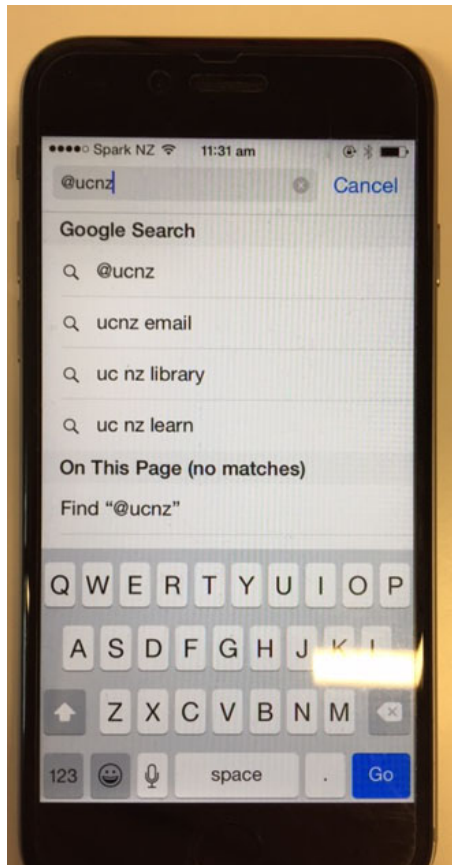 Spark NZ 11:31 am
@ucnz Cancel
Google Search
@ucnz
ucnz email
uc nz library
uc nz learn
On This Page (no matches)
Find “@ucnz”
Q W E R T Y U I O P
A S D F G H J K L
Z X C V B N M
123 space . Go